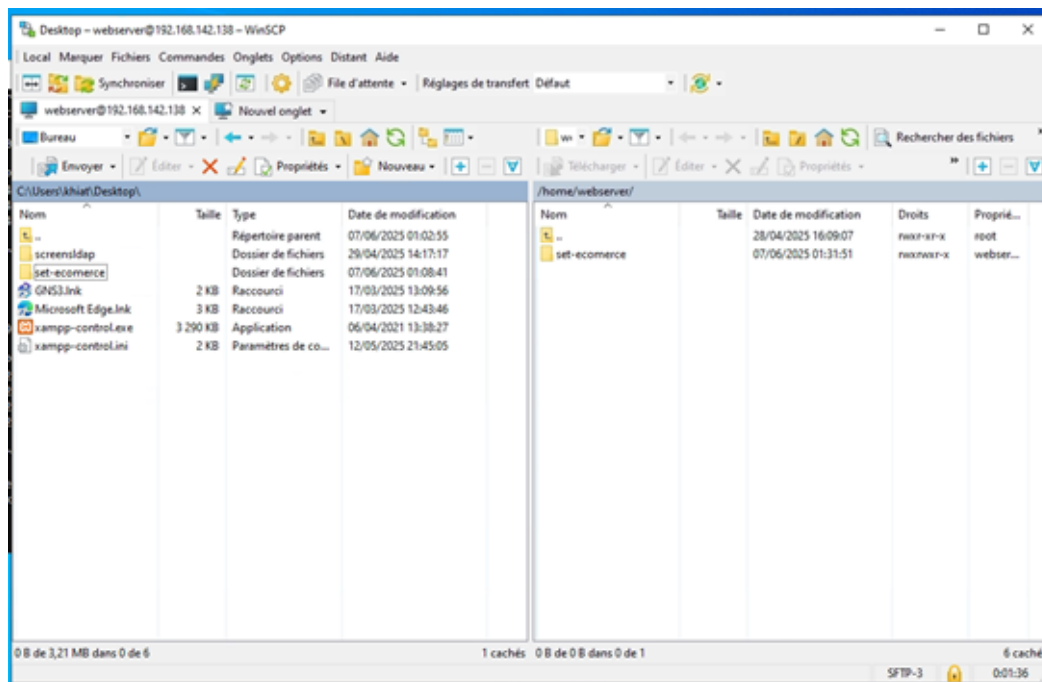 Desktop – webserver@192.168.142.138 – WinSCP
Local Marquer Fichiers Commandes Onglets Options Distant Aide
Synchroniser File d'attente Réglages de transfert Défaut
webserver@192.168.142.138 × Nouvel onglet
Bureau Rechercher des fichiers
Envoyer Éditer Propriétés Nouveau Télécharger Éditer Propriétés
C:\Users\khiat\Desktop\ /home/webserver/
Nom Taille Type Date de modification Nom Taille Date de modification Droits Proprié...
.. Répertoire parent 07/06/2025 01:02:55 .. 28/04/2025 16:09:07 rwxr-xr-x root
screensldap Dossier de fichiers 29/04/2025 14:17:17 set-ecomerce 07/06/2025 01:31:51 rwxrwxr-x webser...
set-ecomerce Dossier de fichiers 07/06/2025 01:08:41
GNS3.lnk 2 KB Raccourci 17/03/2025 13:09:56
Microsoft Edge.lnk 3 KB Raccourci 17/03/2025 12:43:46
xampp-control.exe 3 290 KB Application 06/04/2021 13:38:27
xampp-control.ini 2 KB Paramètres de co... 12/05/2025 21:45:05
0 B de 3,21 MB dans 0 de 6 1 cachés 0 B de 0 B dans 0 de 1 6 caché
SFTP-3 0:01:36